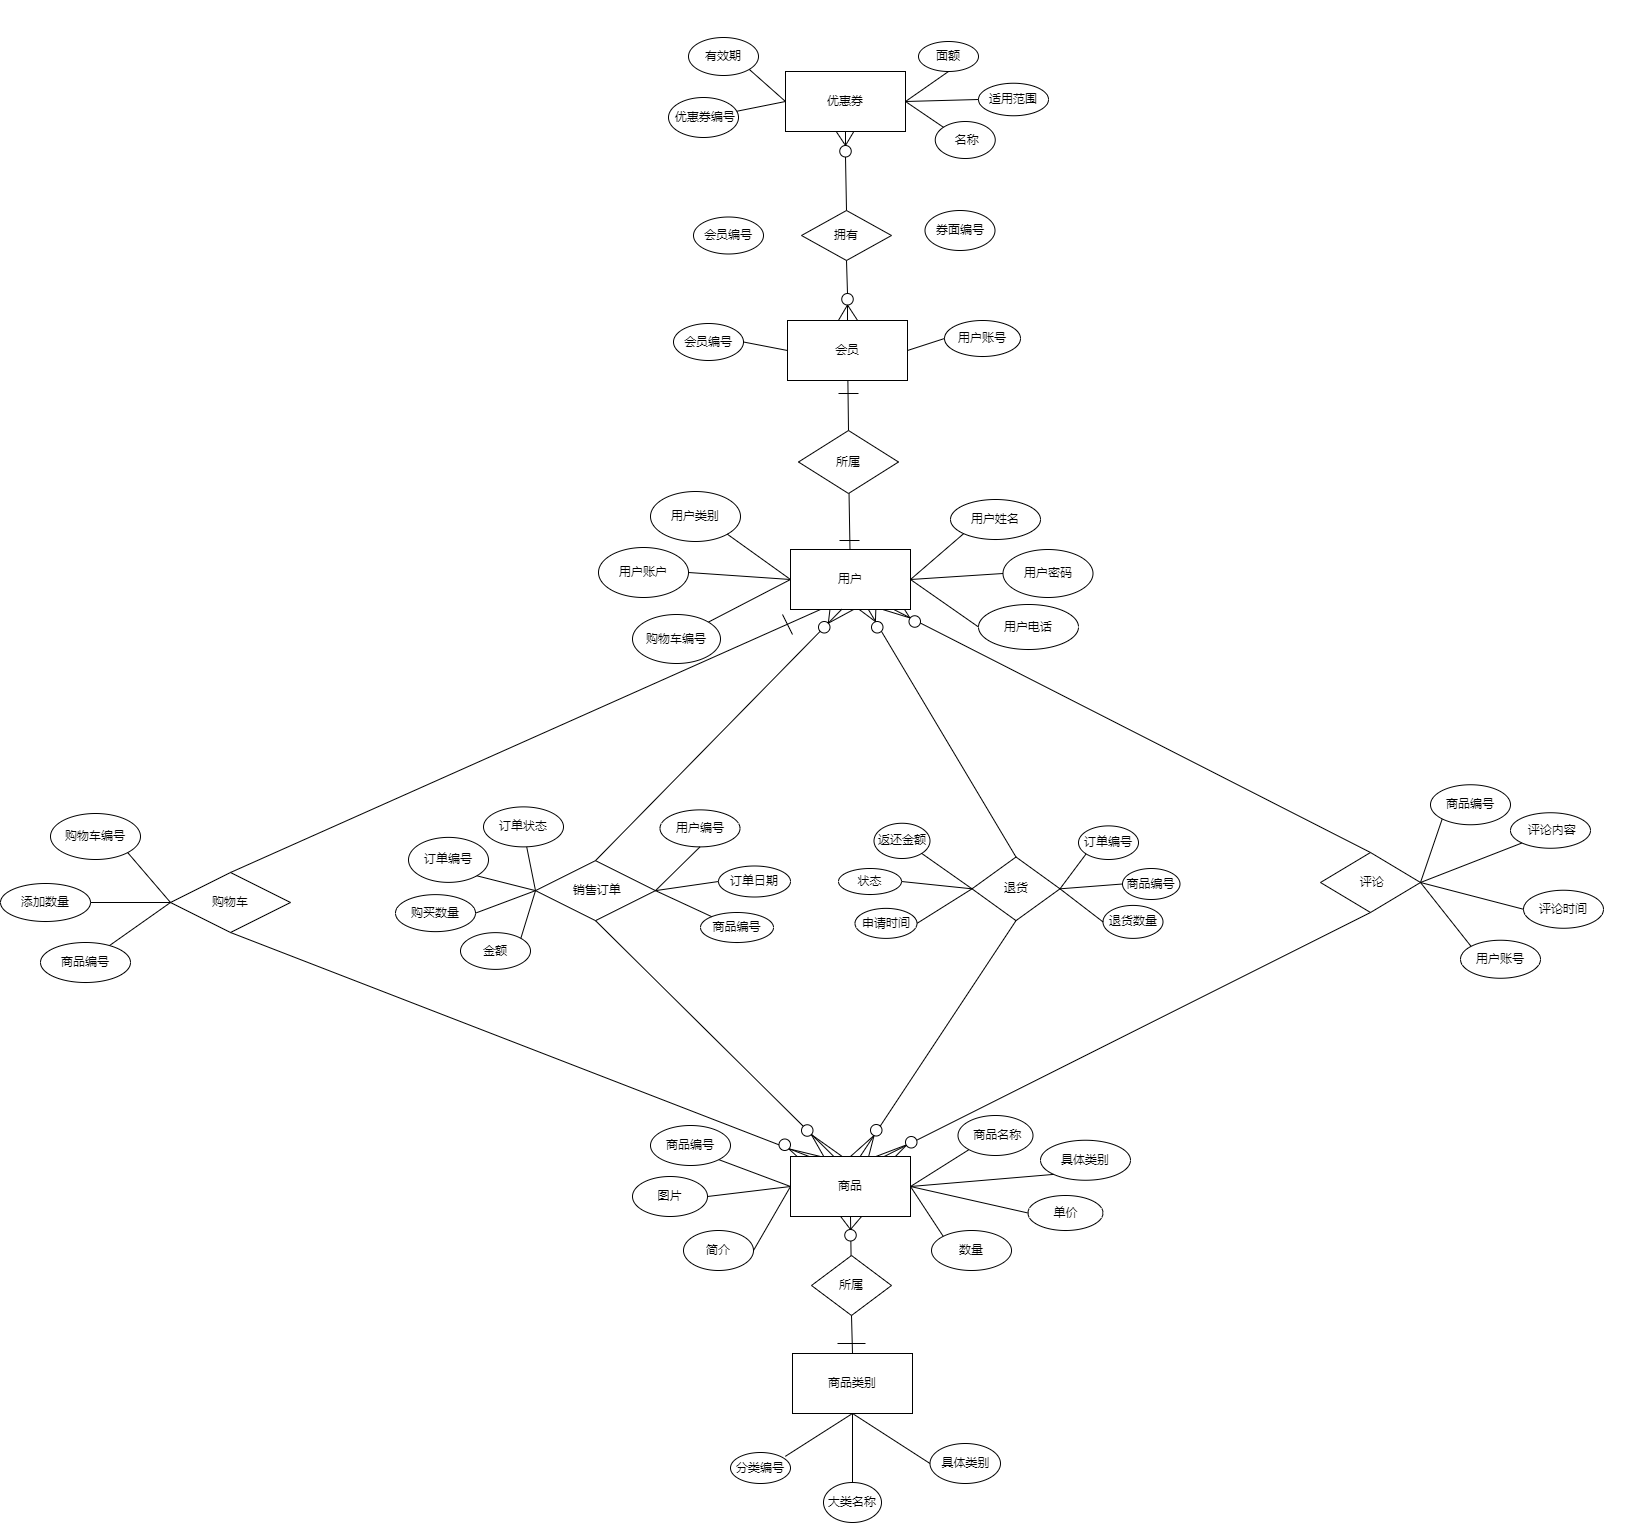 有效期
面额
优惠券
适用范围
优惠券编号
名称
会员编号
拥有
券面编号
会员编号
会员
用户账号
所属
用户类别
用户姓名
用户账户
用户
用户密码
购物车编号
用户电话
商品编号
购物车编号
订单状态
用户编号
返还金额
订单编号
评论内容
订单编号
订单日期
状态
退货
商品编号
评论
添加数量
购物车
销售订单
购买数量
商品编号
申请时间
退货数量
评论时间
商品编号
金额
用户账号
商品编号
商品名称
具体类别
图片
商品
单价
简介
数量
所属
商品类别
分类编号
具体类别
大类名称